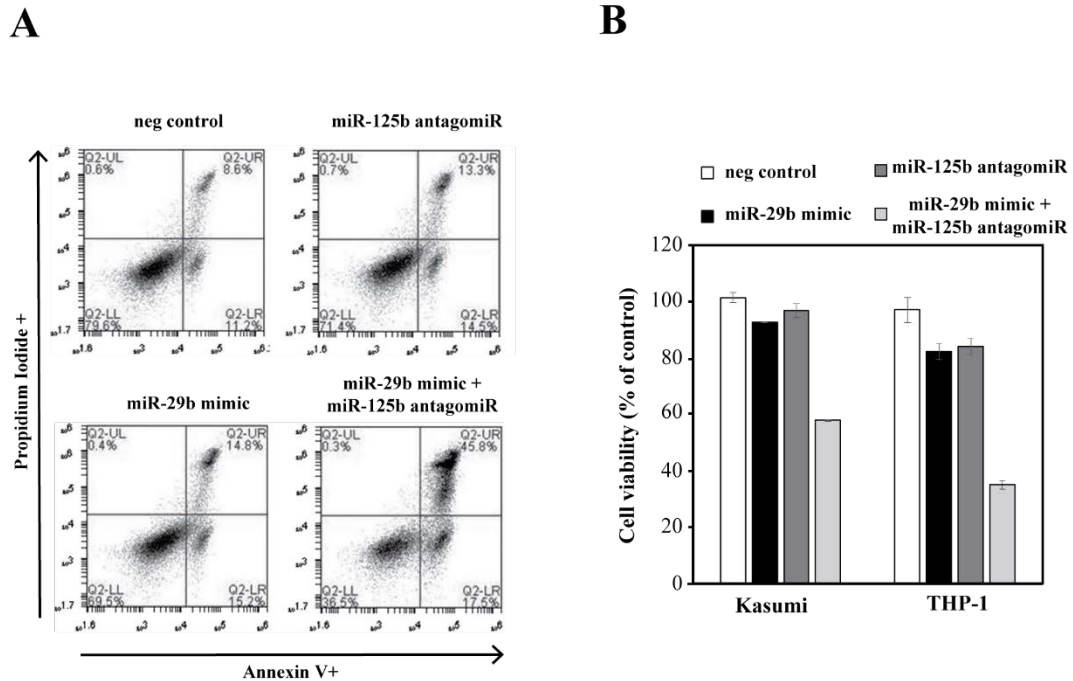 A
B
neg control
miR-125b antagomiR
Q2-UL
0.6%
Q2-UR
8.6%
Q2-LL
79.6%
Q2-LR
11.2%
Q2-UL
0.7%
Q2-UR
13.3%
Q2-LL
71.4%
Q2-LR
14.5%
miR-29b mimic
miR-29b mimic +
miR-125b antagomiR
Q2-UL
0.4%
Q2-UR
14.8%
Q2-LL
69.5%
Q2-LR
15.2%
Q2-UL
0.3%
Q2-UR
45.8%
Q2-LL
36.5%
Q2-LR
17.5%
Propidium Iodide +
Annexin V+
neg control
miR-125b antagomiR
miR-29b mimic
miR-29b mimic +
miR-125b antagomiR
120
100
80
60
40
20
0
Cell viability (% of control)
Kasumi
THP-1